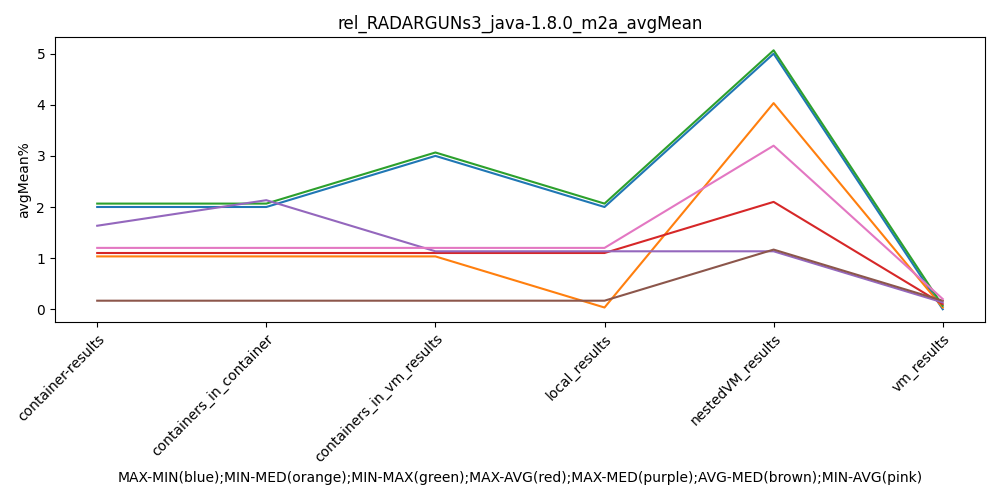 rel_RADARGUNs3_java-1.8.0_m2a_avgMean
avgMean%
5
4
3
2
1
0
container-results
containers_in_container
containers_in_vm_results
local_results
nestedVM_results
vm_results
MAX-MIN(blue);MIN-MED(orange);MIN-MAX(green);MAX-AVG(red);MAX-MED(purple);AVG-MED(brown);MIN-AVG(pink)